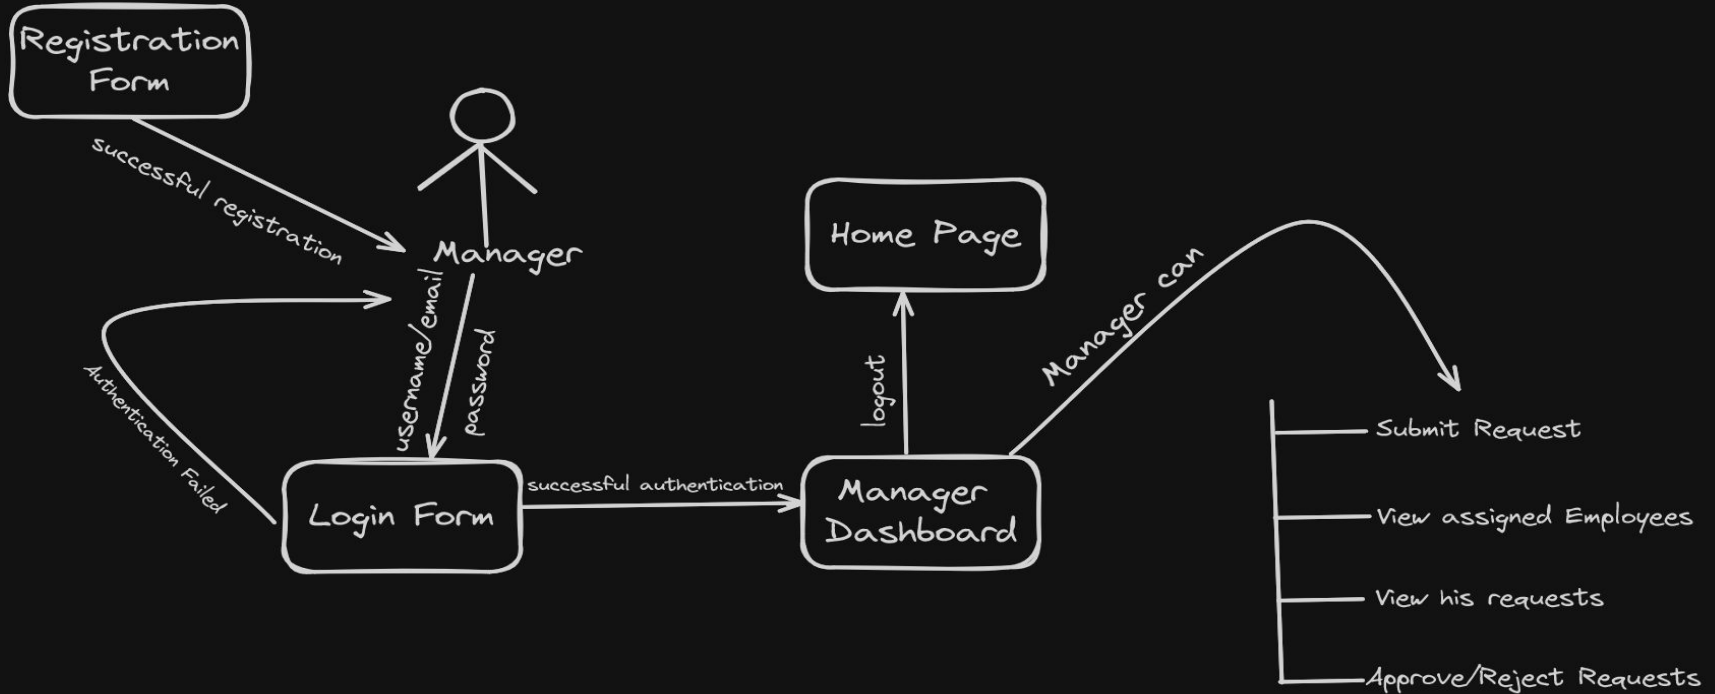 Registration
Form
successful registration
Manager
username/email
password
Authentication Failed
Login Form
successful authentication
Manager
Dashboard
logout
Home Page
Manager can
Submit Request
View assigned Employees
View his requests
Approve/Reject Requests